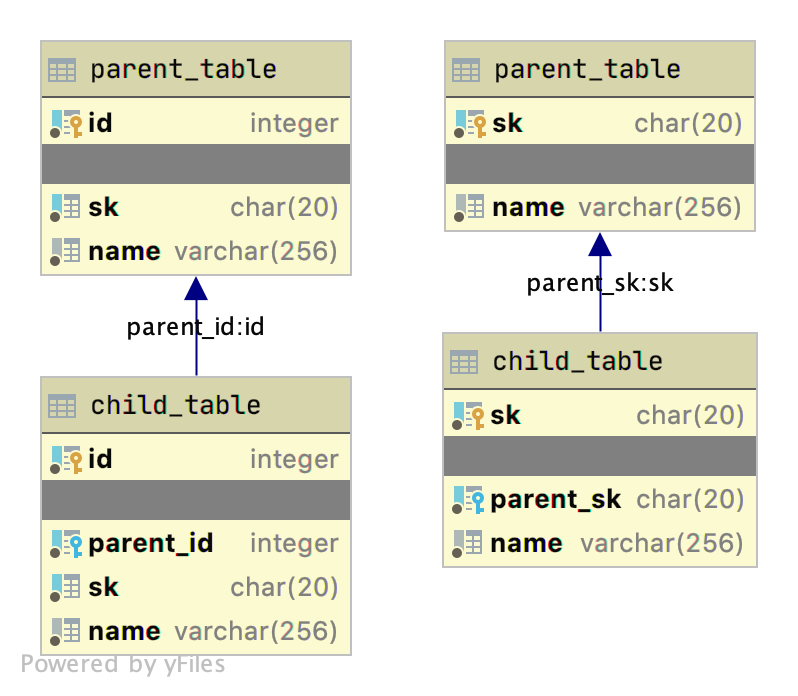 parent_table
id integer
sk char(20)
name varchar(256)
parent_id:id
child_table
id integer
parent_id integer
sk char(20)
name varchar(256)
parent_table
sk char(20)
name varchar(256)
parent_sk:sk
child_table
sk char(20)
parent_sk char(20)
name varchar(256)
Powered by yFiles